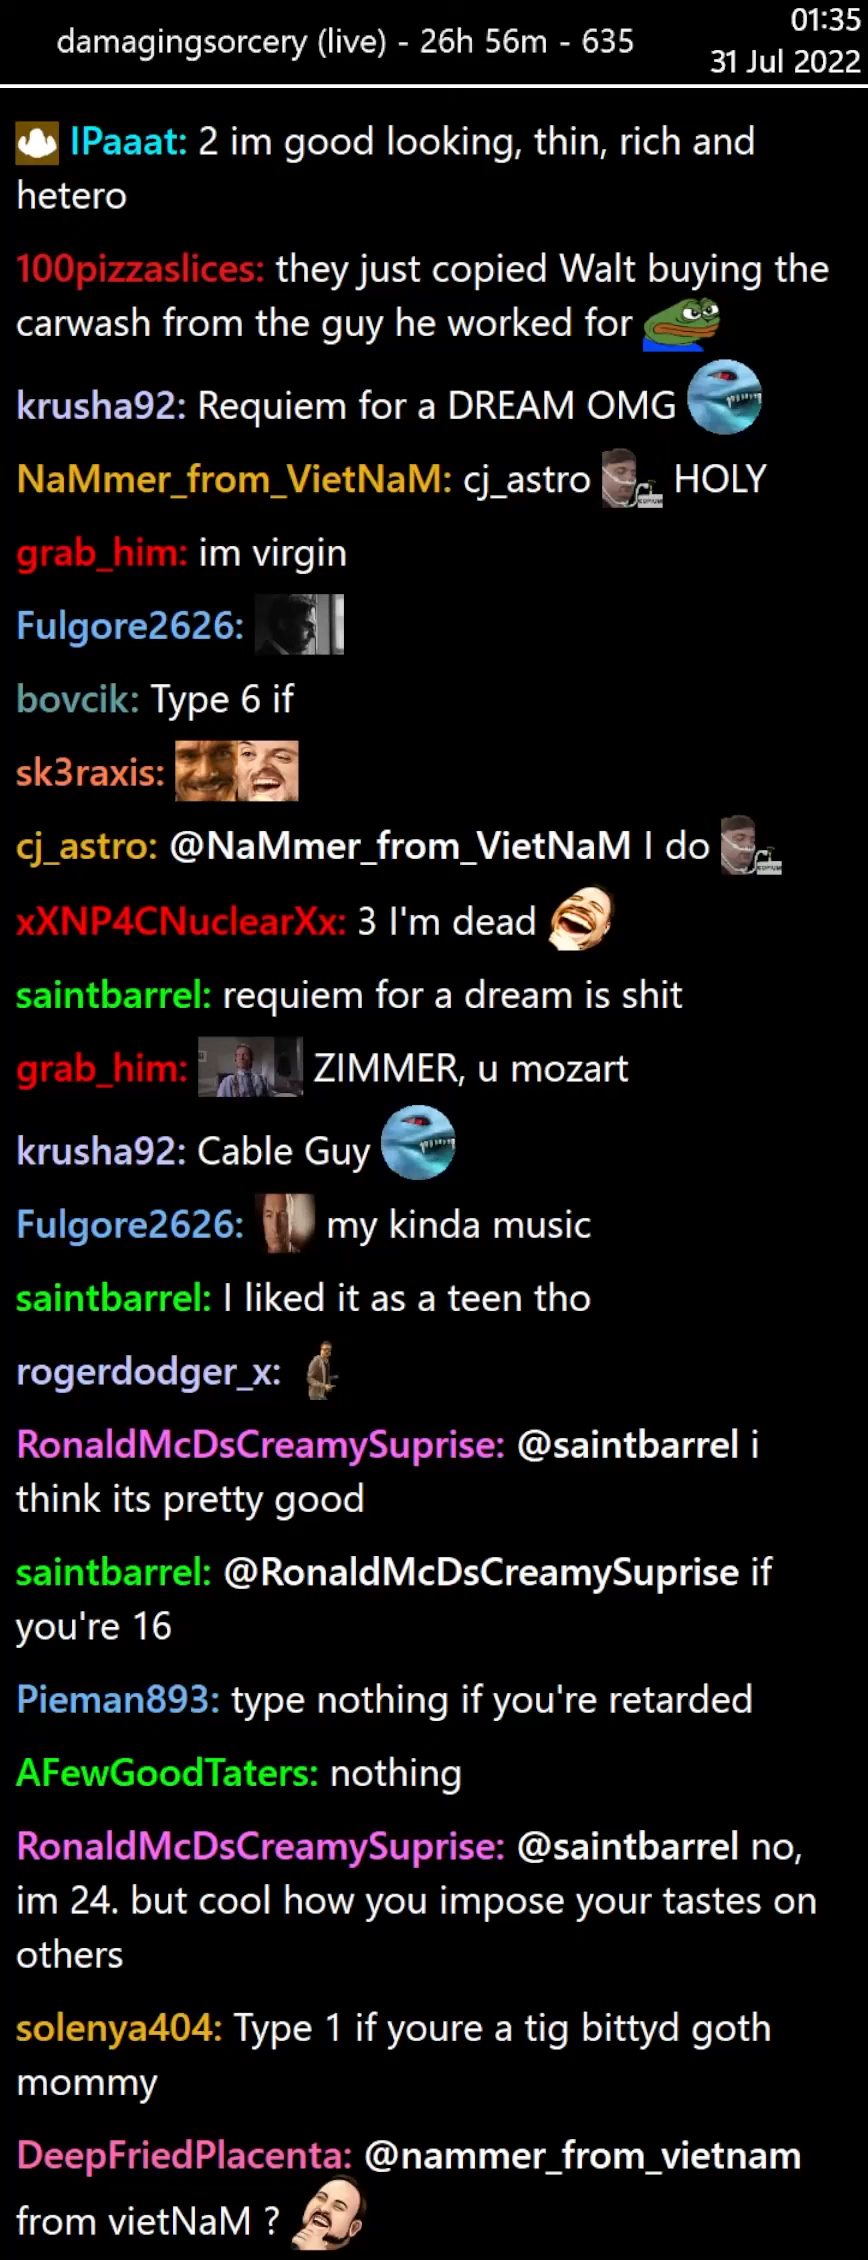 damagingsorcery (live) - 26h 56m - 635
01:35
31 Jul 2022
IPaaat: 2 im good looking, thin, rich and
hetero
100pizzaslices: they just copied Walt buying the
carwash from the guy he worked for
krusha92: Requiem for a DREAM OMG
NaMmer_from_VietNaM: cj_astro COPIUM HOLY
grab_him: im virgin
Fulgore2626:
bovcik: Type 6 if
sk3raxis:
cj_astro: @NaMmer_from_VietNaM I do COPIUM
xXNP4CNuclearXx: 3 I'm dead
saintbarrel: requiem for a dream is shit
grab_him: ZIMMER, u mozart
krusha92: Cable Guy
Fulgore2626: my kinda music
saintbarrel: I liked it as a teen tho
rogerdodger_x:
RonaldMcDsCreamySuprise: @saintbarrel i
think its pretty good
saintbarrel: @RonaldMcDsCreamySuprise if
you're 16
Pieman893: type nothing if you're retarded
AFewGoodTaters: nothing
RonaldMcDsCreamySuprise: @saintbarrel no,
im 24. but cool how you impose your tastes on
others
solenya404: Type 1 if youre a tig bittyd goth
mommy
DeepFriedPlacenta: @nammer_from_vietnam
from vietNaM ?